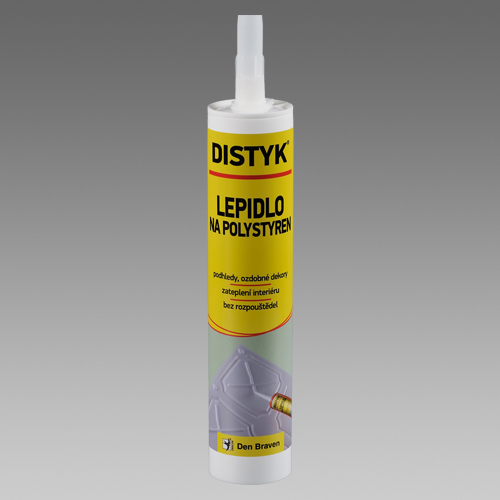 DISTYK®
LEPIDLO
NA POLYSTYREN
podhledy, ozdobné dekory
zateplení interiéru
bez rozpouštědel
Den Braven